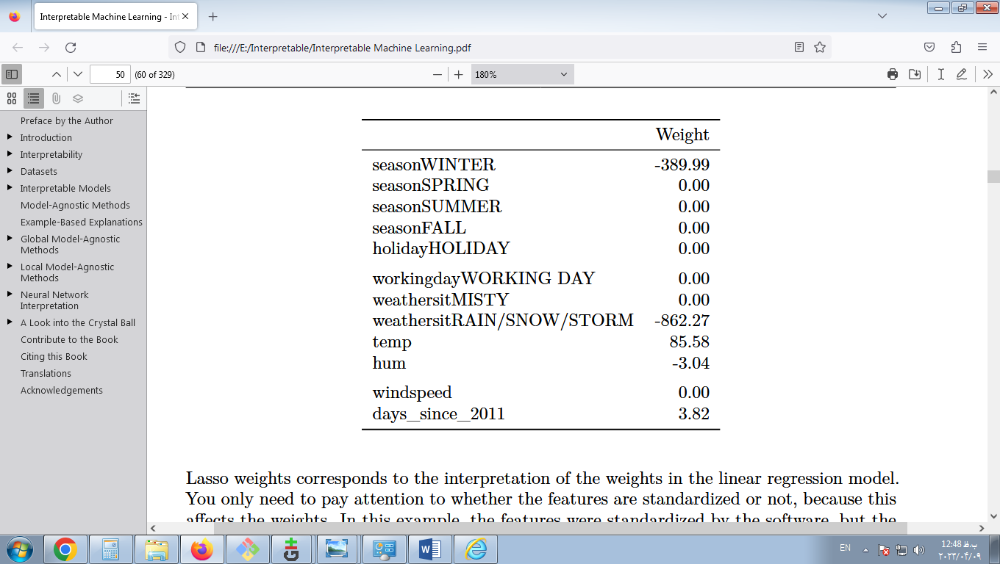 Interpretable Machine Learning - Int
file:///E:/Interpretable/Interpretable Machine Learning.pdf
50 (60 of 329)
180%
Preface by the Author
Introduction
Interpretability
Datasets
Interpretable Models
Model-Agnostic Methods
Example-Based Explanations
Global Model-Agnostic
Methods
Local Model-Agnostic
Methods
Neural Network
Interpretation
A Look into the Crystal Ball
Contribute to the Book
Citing this Book
Translations
Acknowledgements
Weight
seasonWINTER -389.99
seasonSPRING 0.00
seasonSUMMER 0.00
seasonFALL 0.00
holidayHOLIDAY 0.00
workingdayWORKING DAY 0.00
weathersitMISTY 0.00
weathersitRAIN/SNOW/STORM -862.27
temp 85.58
hum -3.04
windspeed 0.00
days_since_2011 3.82
Lasso weights corresponds to the interpretation of the weights in the linear regression model.
You only need to pay attention to whether the features are standardized or not, because this
affects the weights. In this example, the features were standardized by the software, but the
EN
12:48 ب.ظ
۲۰۲۳/۰۴/۰۹